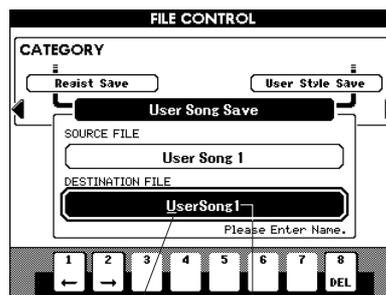 FILE CONTROL
CATEGORY
Regist Save
User Style Save
User Song Save
SOURCE FILE
User Song 1
DESTINATION FILE
UserSong1
Please Enter Name.
1 2 3 4 5 6 7 8
← → DEL